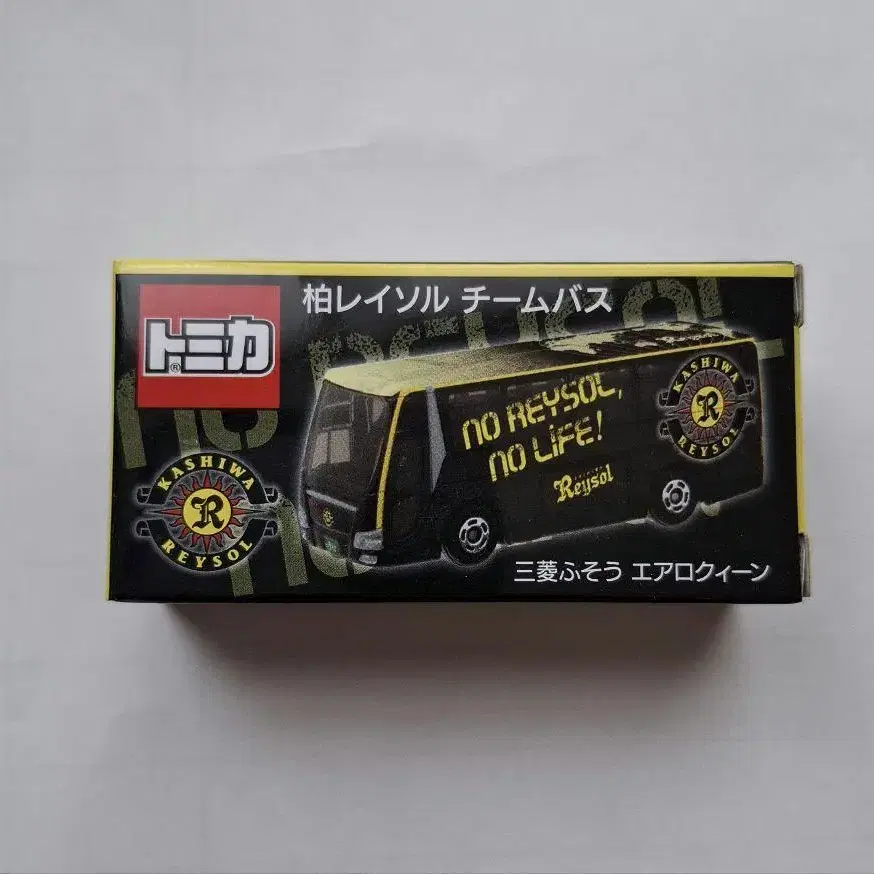 柏レイソル チームバス
トミカ®
NO REYSOL,
NO LIFE!
Reysol
KASHIWA
R
REYSOL
KASHIWA
R
REYSOL
三菱ふそう エアロクィーン